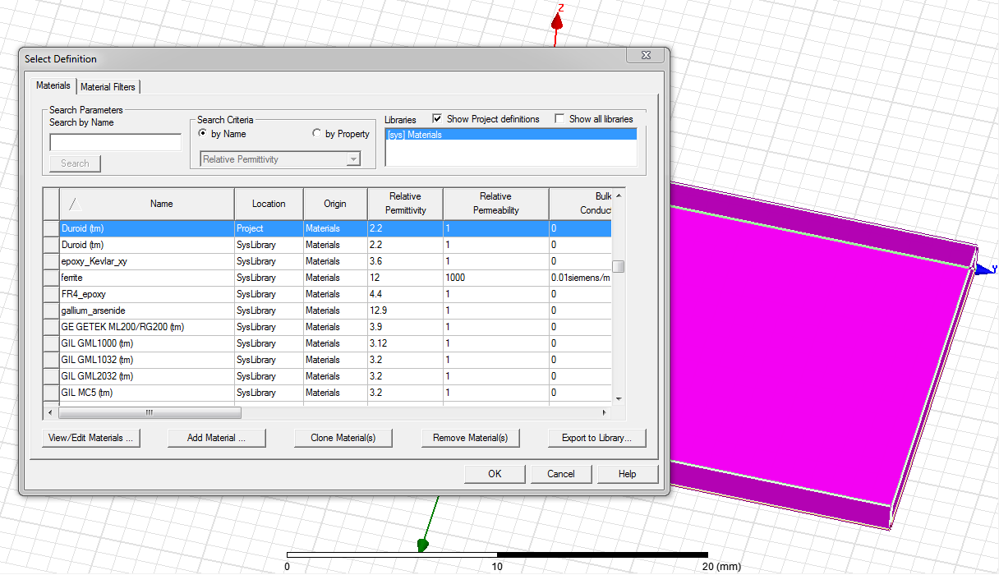 Z
Select Definition
Materials
Material Filters
Search Parameters
Search by Name
Search
Search Criteria
by Name
by Property
Relative Permittivity
Libraries
Show Project definitions
Show all libraries
[sys] Materials
Name Location Origin Relative Permittivity Relative Permeability Bulk Conduc
Duroid (tm) Project Materials 2.2 1 0
Duroid (tm) SysLibrary Materials 2.2 1 0
epoxy_Kevlar_xy SysLibrary Materials 3.6 1 0
ferrite SysLibrary Materials 12 1000 0.01siemens/m
FR4_epoxy SysLibrary Materials 4.4 1 0
gallium_arsenide SysLibrary Materials 12.9 1 0
GE GETEK ML200/RG200 (tm) SysLibrary Materials 3.9 1 0
GIL GML1000 (tm) SysLibrary Materials 3.12 1 0
GIL GML1032 (tm) SysLibrary Materials 3.2 1 0
GIL GML2032 (tm) SysLibrary Materials 3.2 1 0
GIL MC5 (tm) SysLibrary Materials 3.2 1 0
View/Edit Materials ...
Add Material ...
Clone Material(s)
Remove Material(s)
Export to Library...
OK
Cancel
Help
Y
0 10 20 (mm)